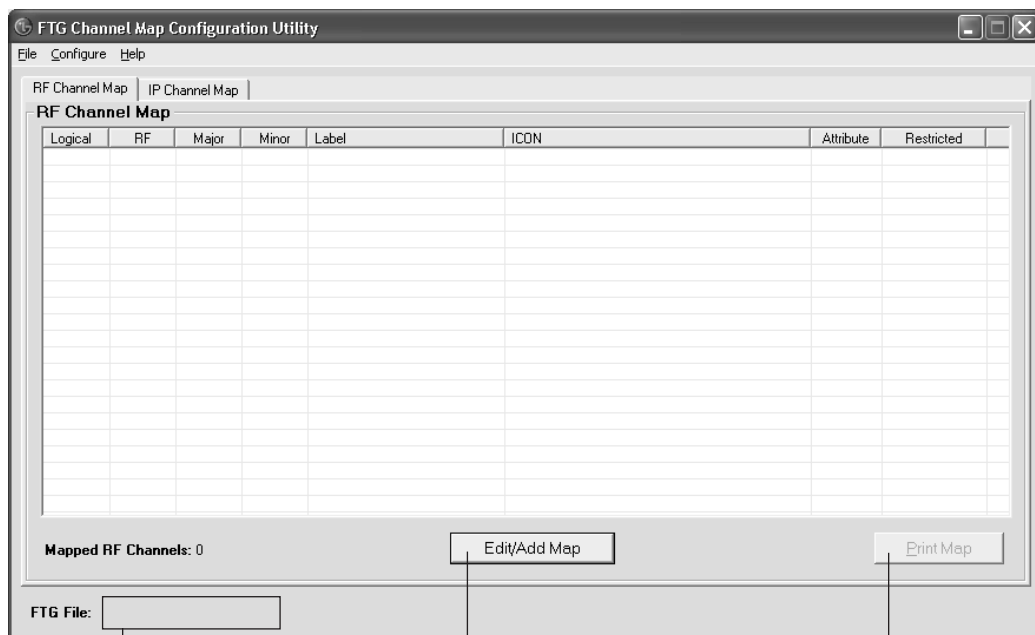 FTG Channel Map Configuration Utility
File Configure Help
RF Channel Map IP Channel Map
RF Channel Map
Logical RF Major Minor Label ICON Attribute Restricted
Mapped RF Channels: 0 Edit/Add Map Print Map
FTG File: